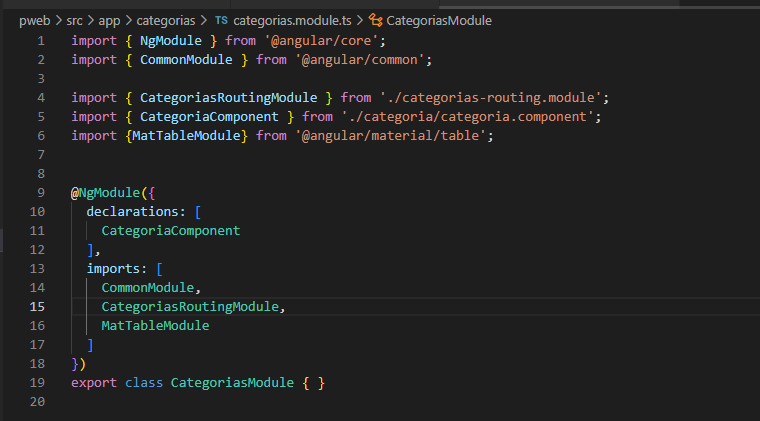 pweb > src > app > categorias > TS categorias.module.ts > CategoriasModule
1 import { NgModule } from '@angular/core';
2 import { CommonModule } from '@angular/common';
3
4 import { CategoriasRoutingModule } from './categorias-routing.module';
5 import { CategoriaComponent } from './categoria/categoria.component';
6 import {MatTableModule} from '@angular/material/table';
7
8
9 @NgModule({
10 declarations: [
11 CategoriaComponent
12 ],
13 imports: [
14 CommonModule,
15 CategoriasRoutingModule,
16 MatTableModule
17 ]
18 })
19 export class CategoriasModule { }
20